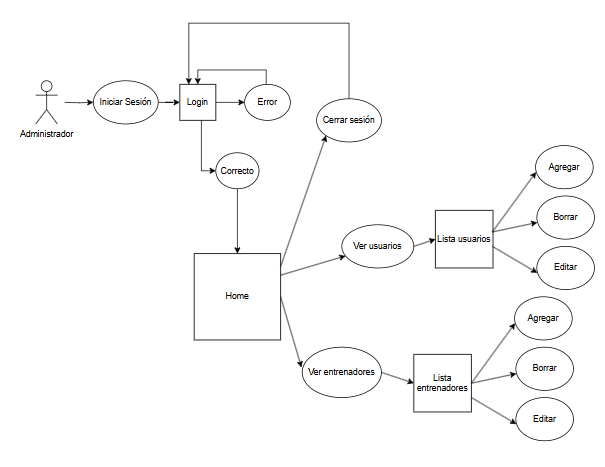 Administrador
Iniciar Sesión
Login
Error
Cerrar sesión
Correcto
Home
Ver usuarios
Lista usuarios
Agregar
Borrar
Editar
Ver entrenadores
Lista
entrenadores
Agregar
Borrar
Editar